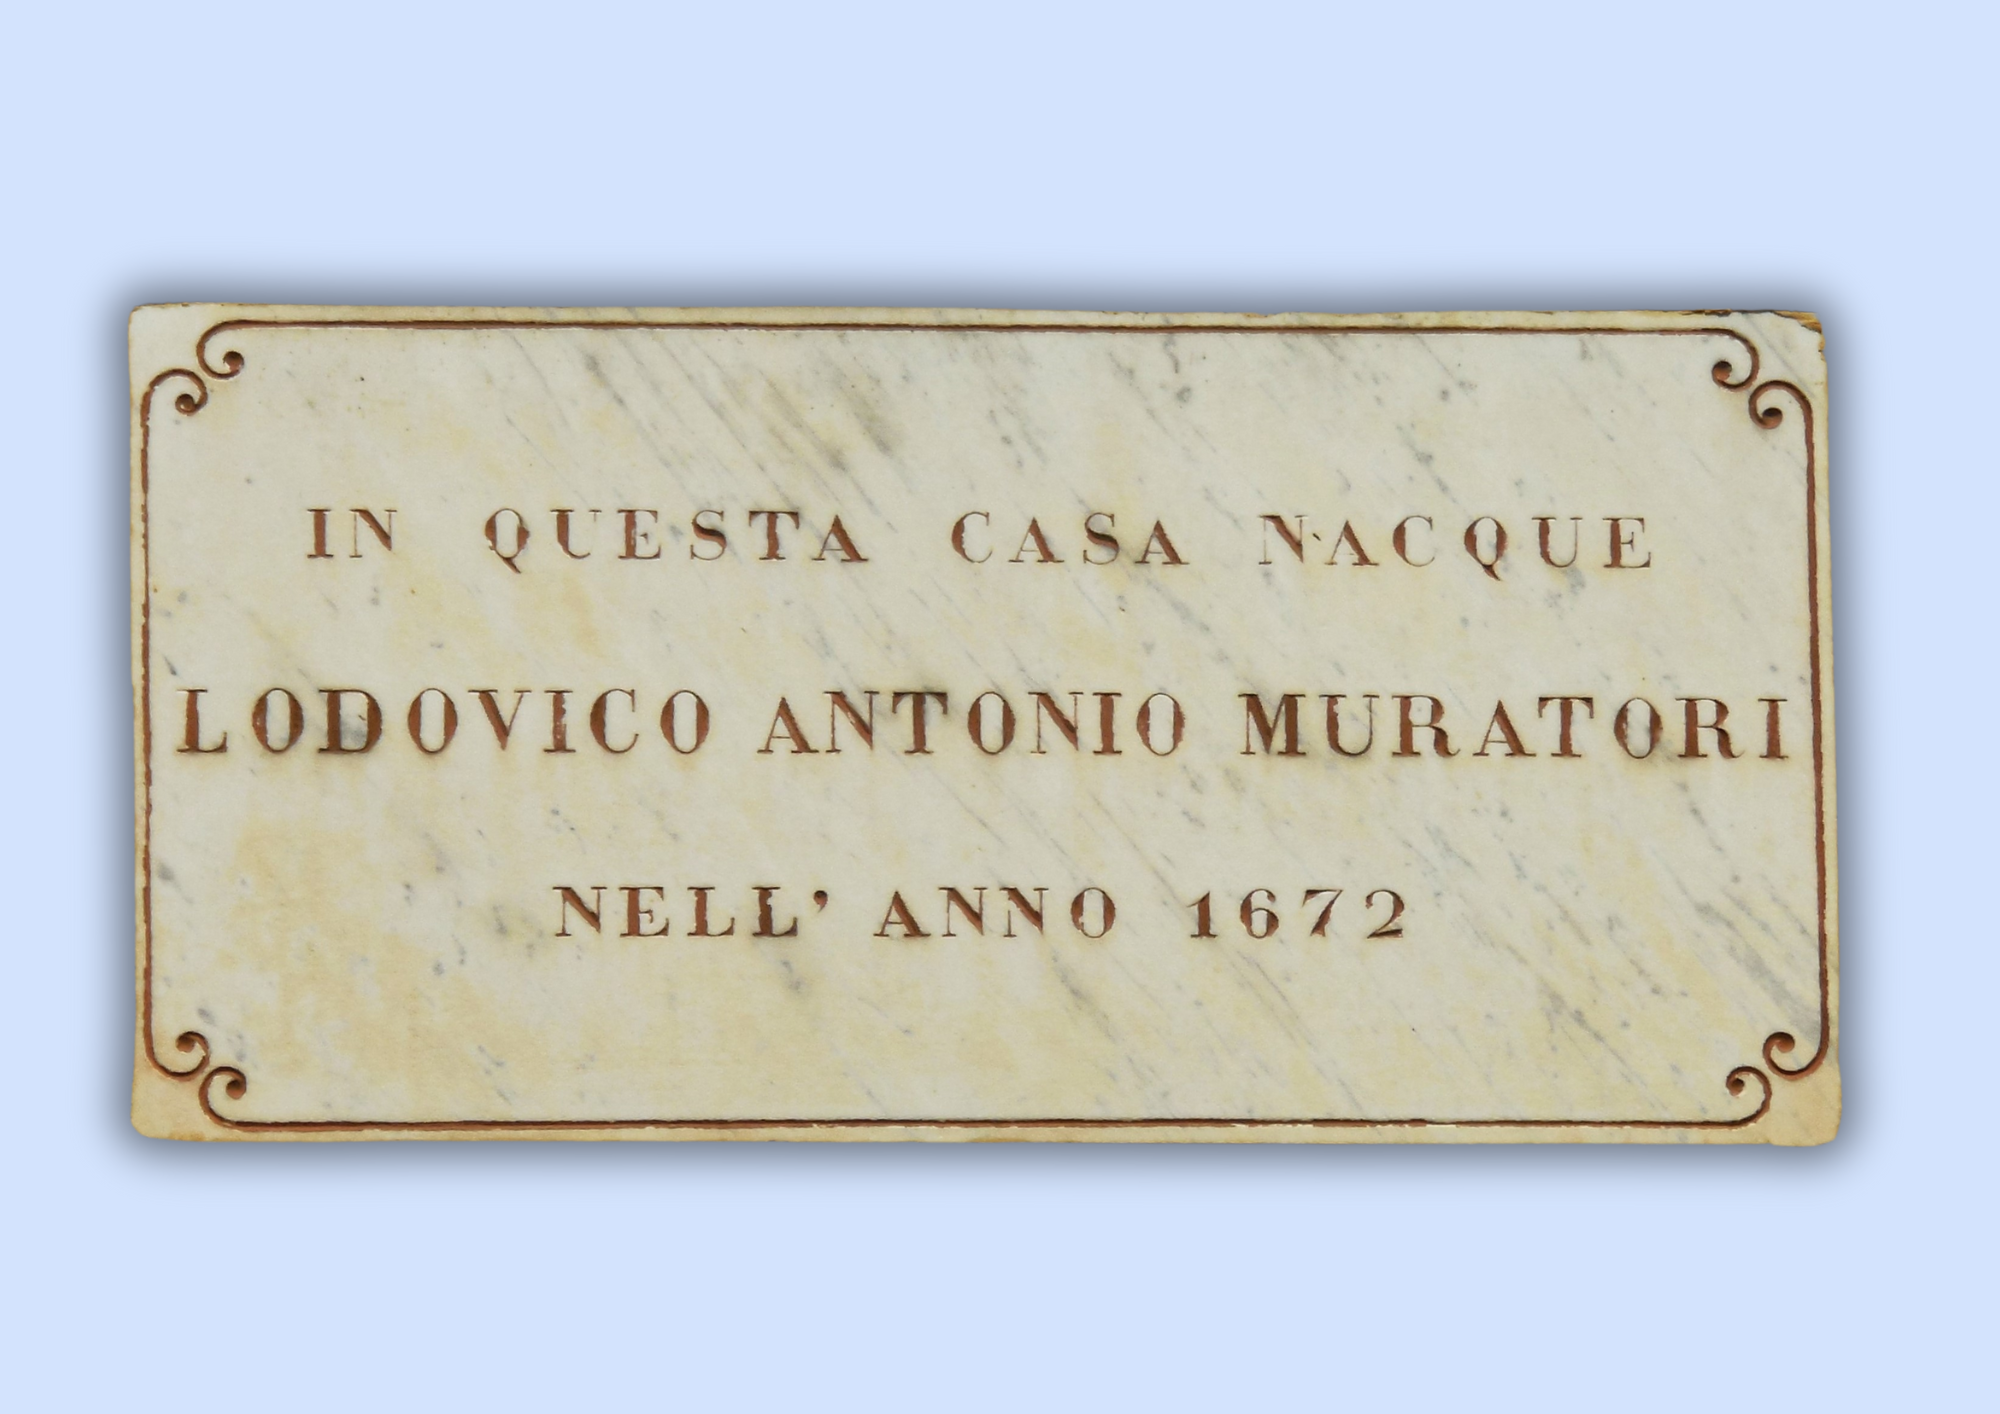 IN QUESTA CASA NACQUE
LODOVICO ANTONIO MURATORI
NELL' ANNO 1672